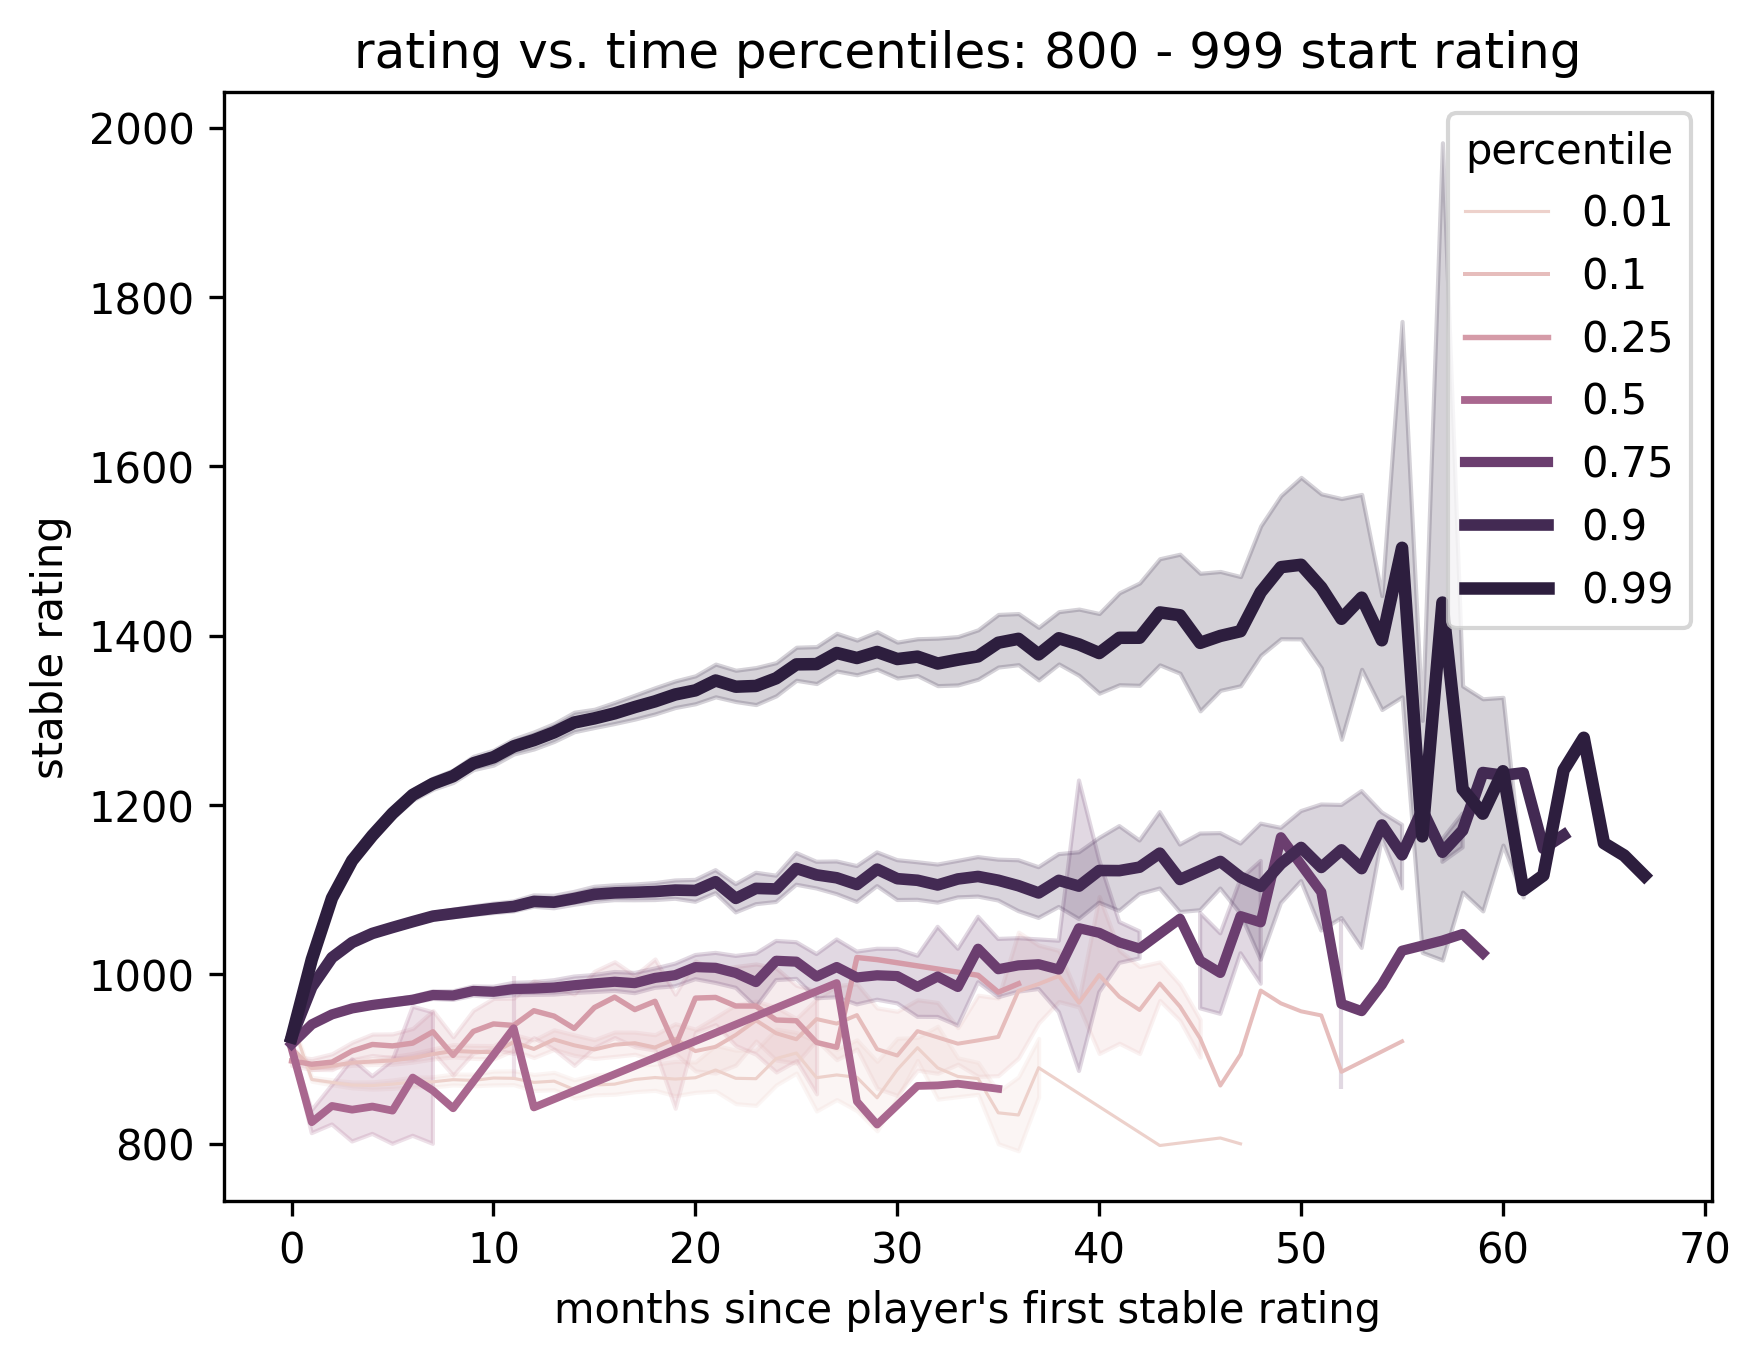 rating vs. time percentiles: 800 - 999 start rating
2000
1800
1600
1400
1200
1000
800
stable rating
percentile
0.01
0.1
0.25
0.5
0.75
0.9
0.99
0 10 20 30 40 50 60 70
months since player's first stable rating